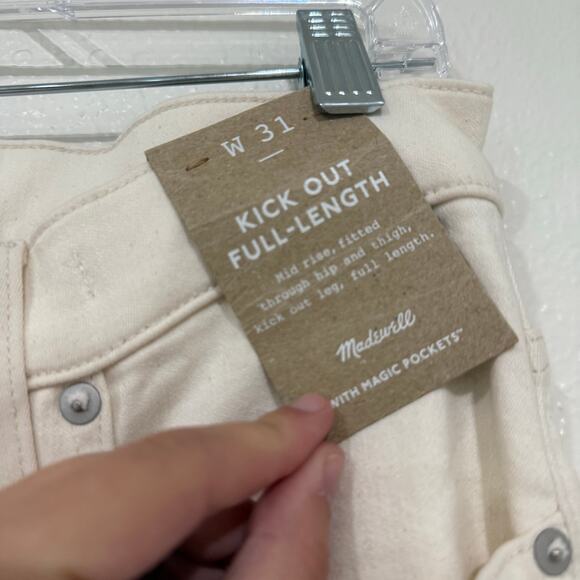 W 31
KICK OUT
FULL-LENGTH
Mid rise, fitted
through hip and thigh,
kick out leg, full length.
Madewell
WITH MAGIC POCKETS™